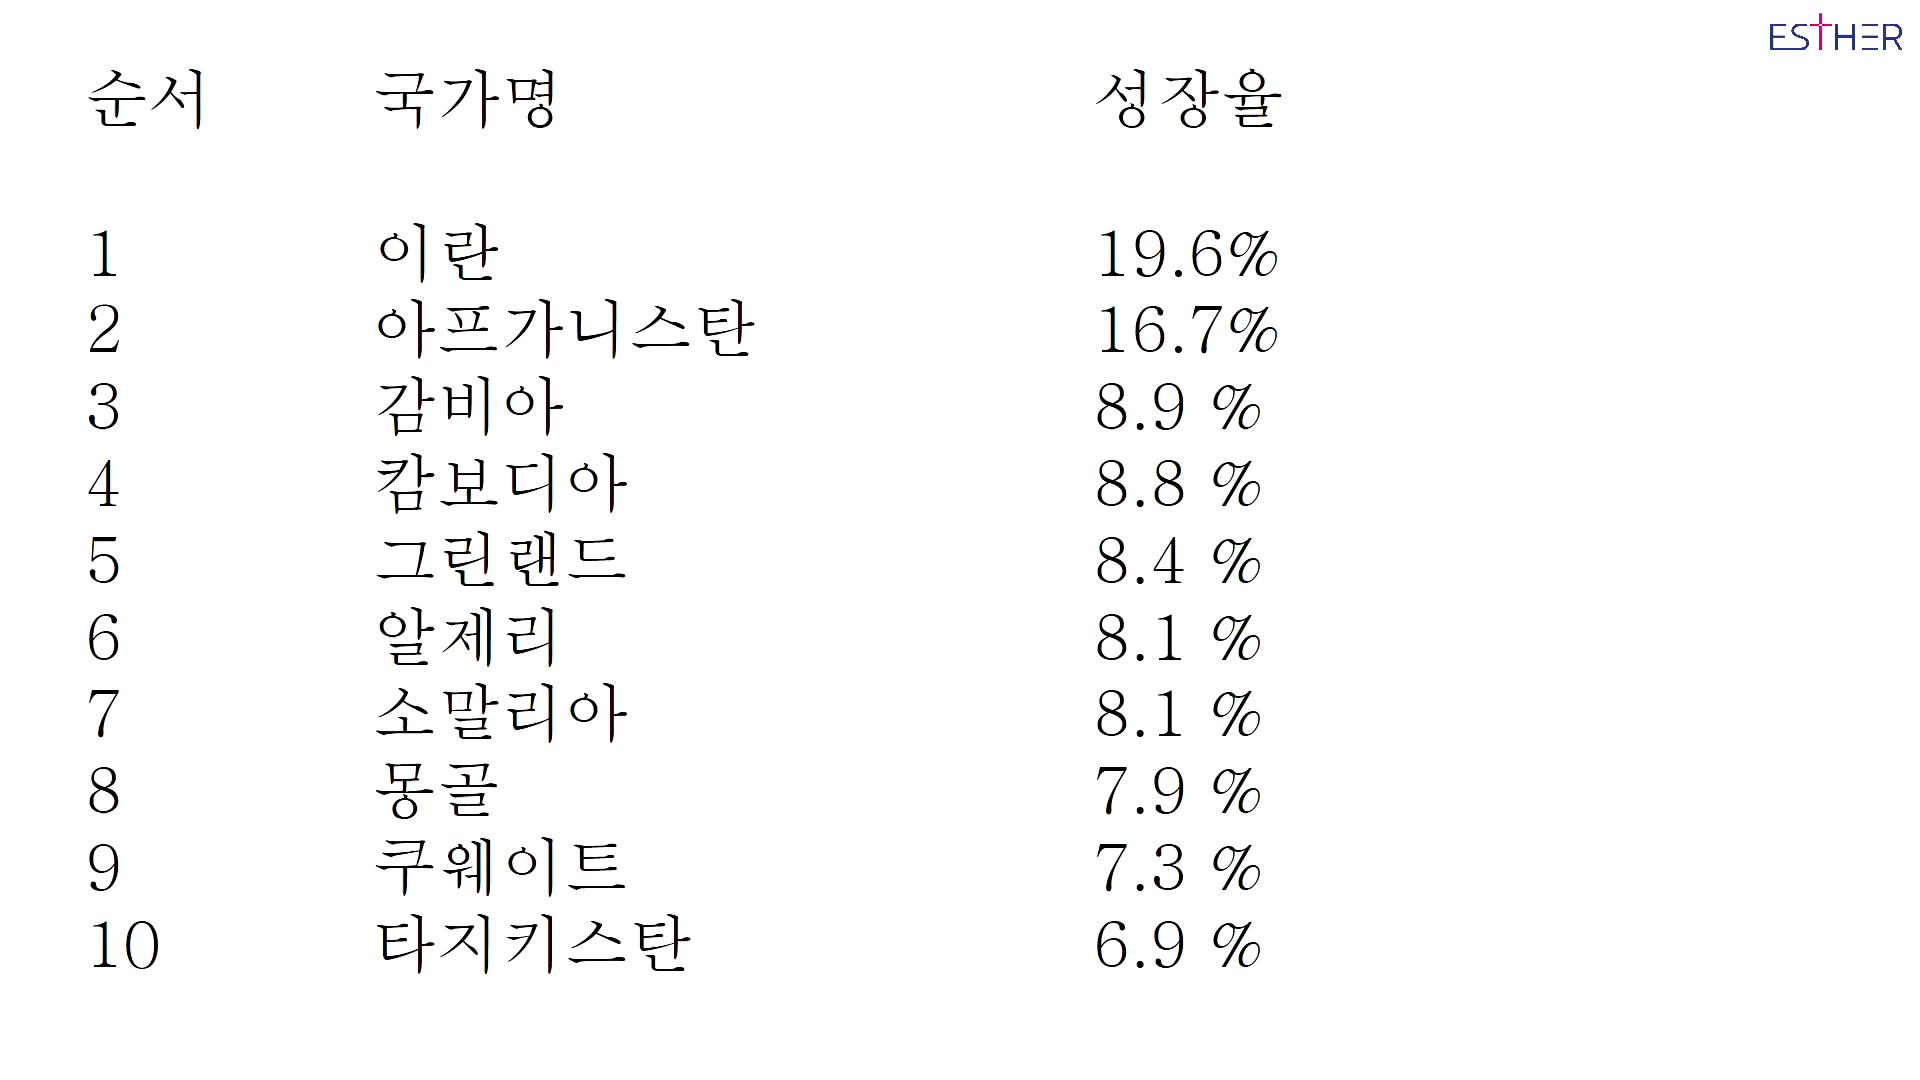 ESTHER
순서 국가명 성장율
1 이란 19.6%
2 아프가니스탄 16.7%
3 감비아 8.9 %
4 캄보디아 8.8 %
5 그린랜드 8.4 %
6 알제리 8.1 %
7 소말리아 8.1 %
8 몽골 7.9 %
9 쿠웨이트 7.3 %
10 타지키스탄 6.9 %